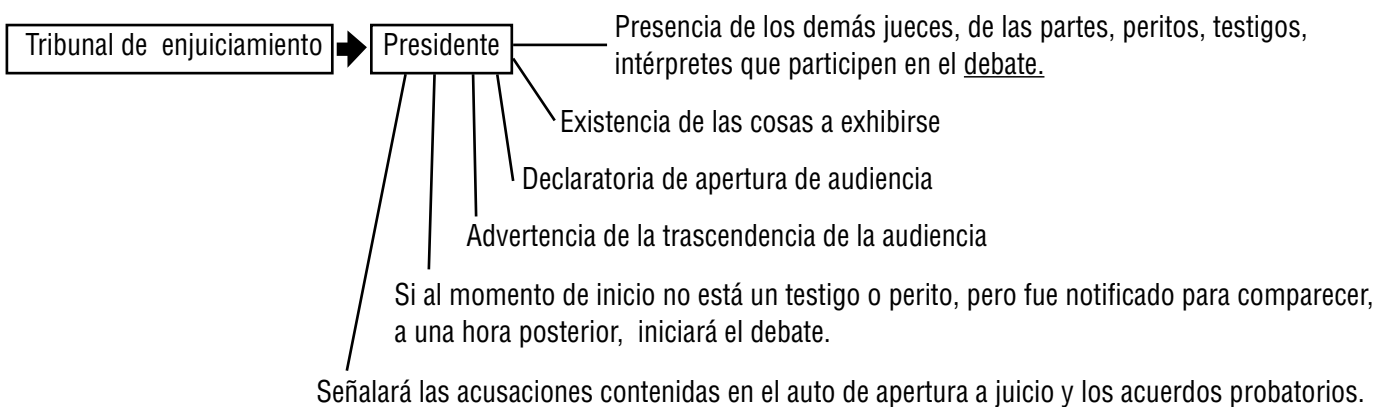 Tribunal de enjuiciamiento
Presidente
Presencia de los demás jueces, de las partes, peritos, testigos,
intérpretes que participen en el debate.
Existencia de las cosas a exhibirse
Declaratoria de apertura de audiencia
Advertencia de la trascendencia de la audiencia
Si al momento de inicio no está un testigo o perito, pero fue notificado para comparecer,
a una hora posterior, iniciará el debate.
Señalará las acusaciones contenidas en el auto de apertura a juicio y los acuerdos probatorios.